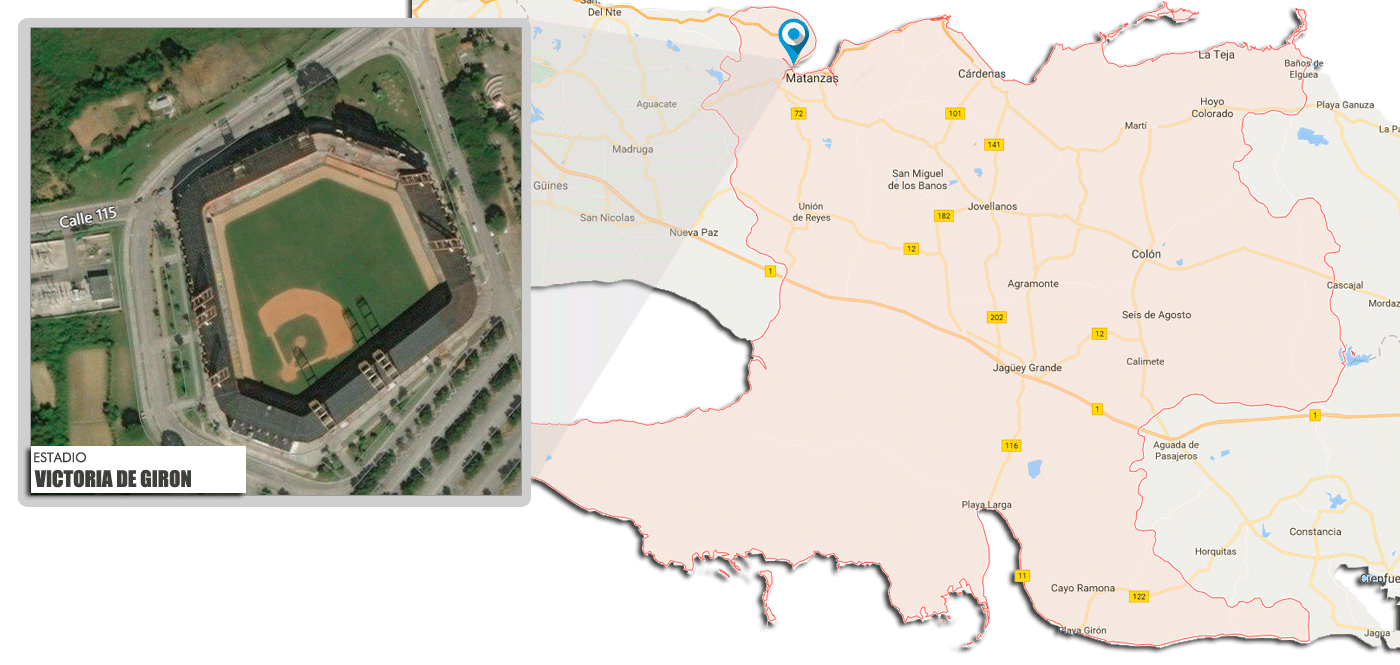 Del Nte
Matanzas
Cárdenas
La Teja
Baños de
Elguea
Aguacate
72
101
Hoyo
Colorado
Playa Ganuza
Martí
La P
Madruga
141
Güines
San Miguel
de los Banos
Calle 115
San Nicolas
Unión
de Reyes
182
Jovellanos
Nueva Paz
12
Colón
1
Agramonte
Cascajal
Mordaz
202
Seis de Agosto
12
Jagüey Grande
Calimete
1
1
116
Aguada de
Pasajeros
ESTADIO
VICTORIA DE GIRON
Playa Larga
Constancia
Horquitas
11
Cienfue
Cayo Ramona
122
Playa Girón
Jagua